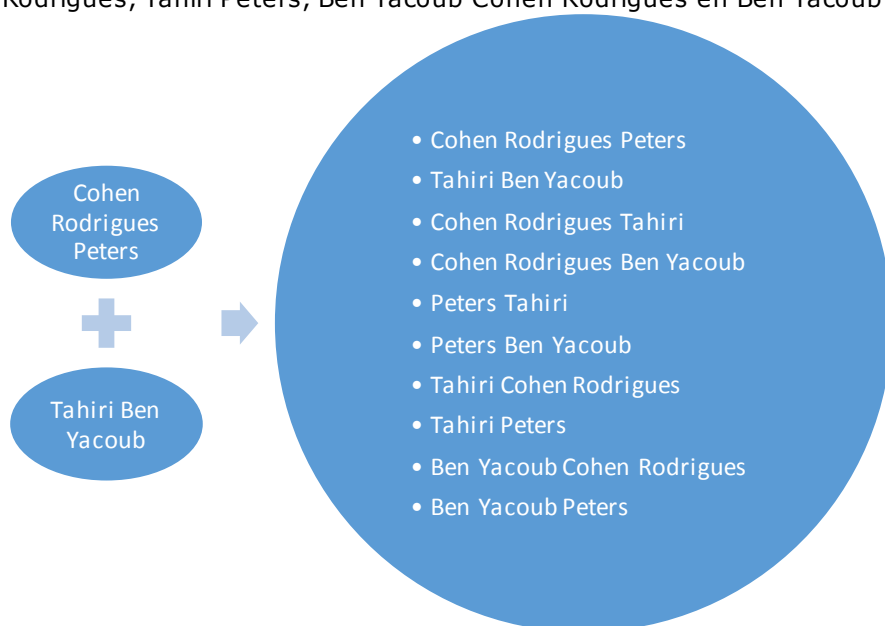 Rodrigues, Tahiri Peters, Ben Yacoub Cohen Rodrigues en Ben Yacoub
Cohen
Rodrigues
Peters
Tahiri Ben
Yacoub
• Cohen Rodrigues Peters
• Tahiri Ben Yacoub
• Cohen Rodrigues Tahiri
• Cohen Rodrigues Ben Yacoub
• Peters Tahiri
• Peters Ben Yacoub
• Tahiri Cohen Rodrigues
• Tahiri Peters
• Ben Yacoub Cohen Rodrigues
• Ben Yacoub Peters